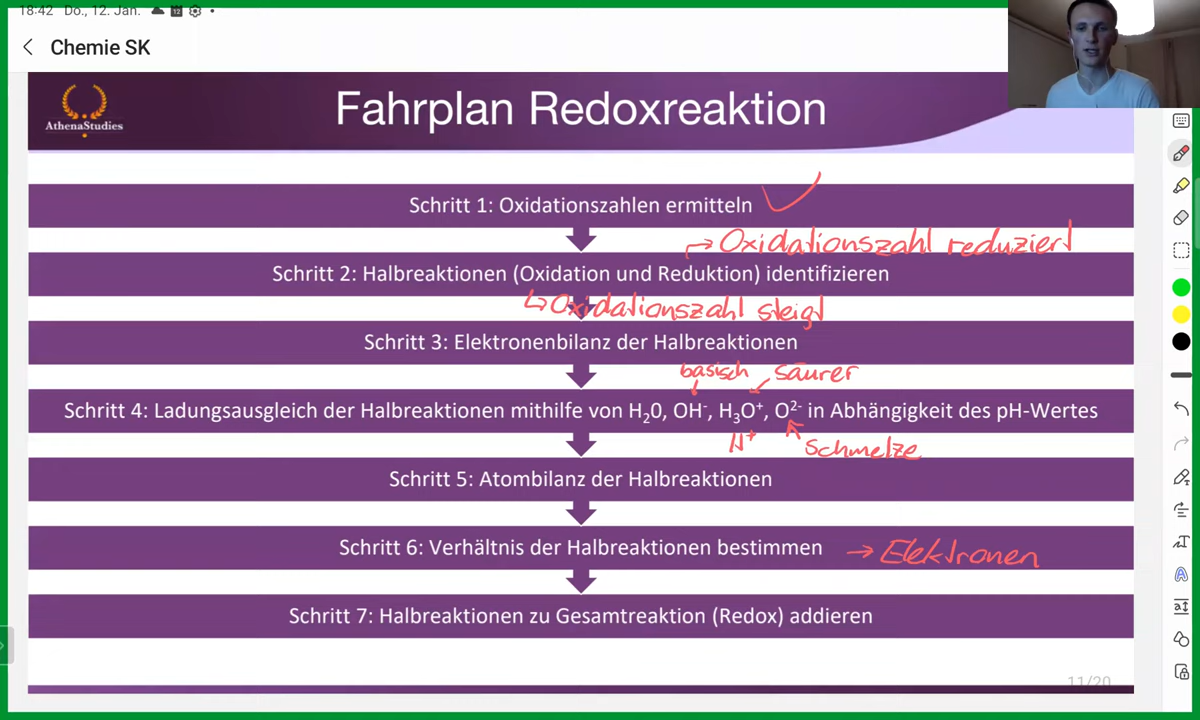 18:42 Do., 12. Jan.
Chemie SK
AthenaStudies
Fahrplan Redoxreaktion
Schritt 1: Oxidationszahlen ermitteln
→ Oxidationszahl reduziert
Schritt 2: Halbreaktionen (Oxidation und Reduktion) identifizieren
↳ Oxidationszahl steigt
Schritt 3: Elektronenbilanz der Halbreaktionen
basisch saurer
Schritt 4: Ladungsausgleich der Halbreaktionen mithilfe von H₂0, OH⁻, H₃O⁺, O²⁻ in Abhängigkeit des pH-Wertes
H⁺ Schmelze
Schritt 5: Atombilanz der Halbreaktionen
Schritt 6: Verhältnis der Halbreaktionen bestimmen → Elektronen
Schritt 7: Halbreaktionen zu Gesamtreaktion (Redox) addieren
11/20